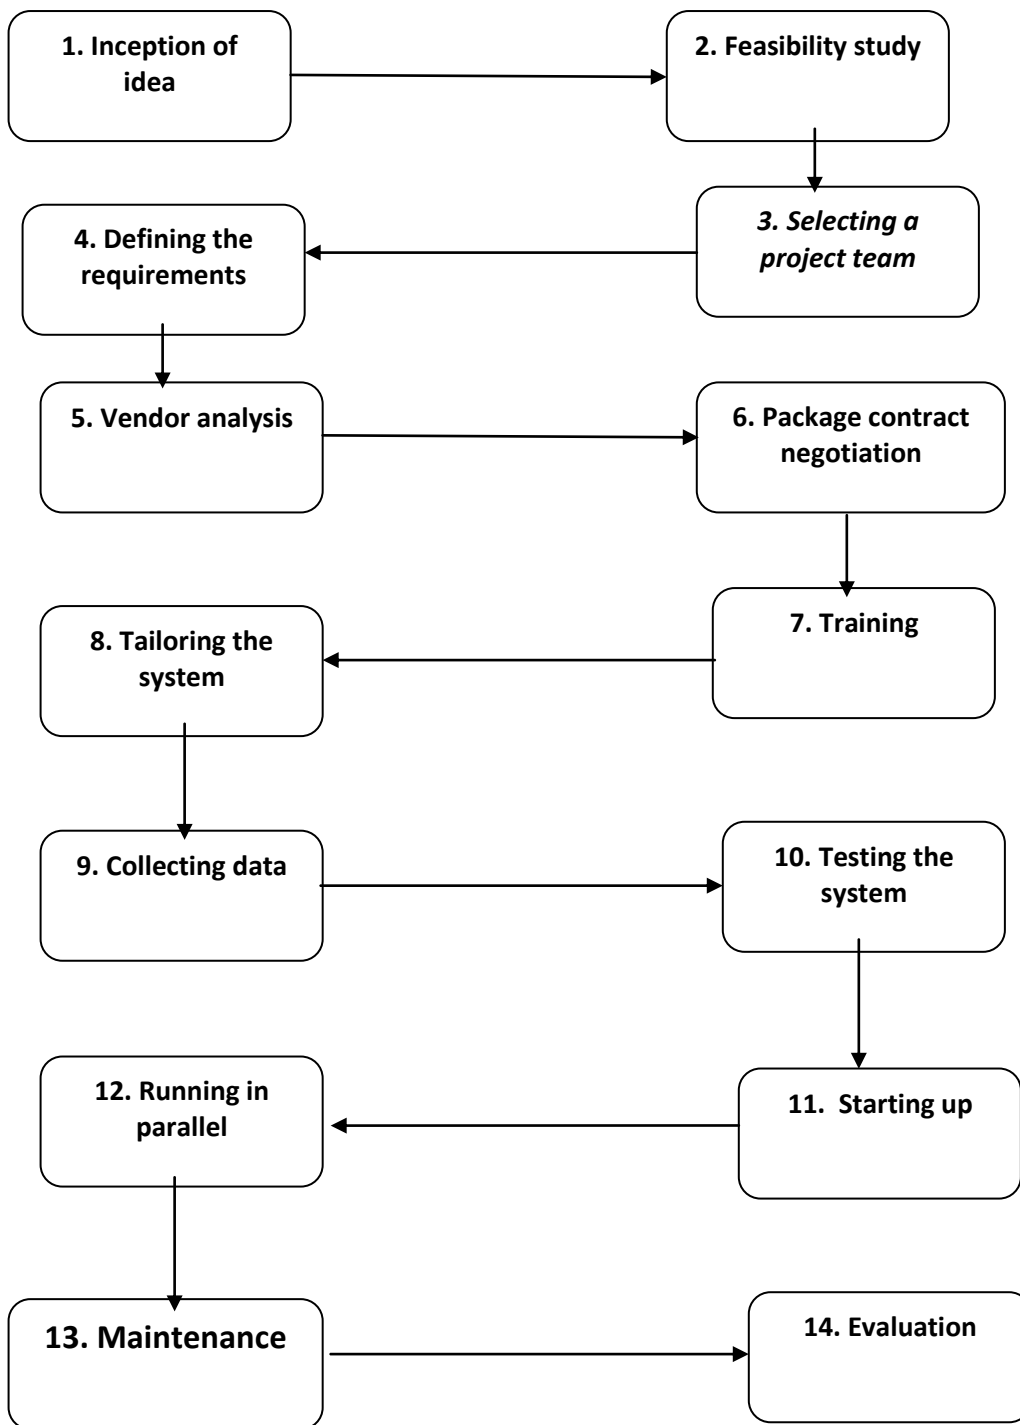 1. Inception of
idea
2. Feasibility study
3. Selecting a
project team
4. Defining the
requirements
5. Vendor analysis
6. Package contract
negotiation
7. Training
8. Tailoring the
system
9. Collecting data
10. Testing the
system
11.  Starting up
12. Running in
parallel
13. Maintenance
14. Evaluation